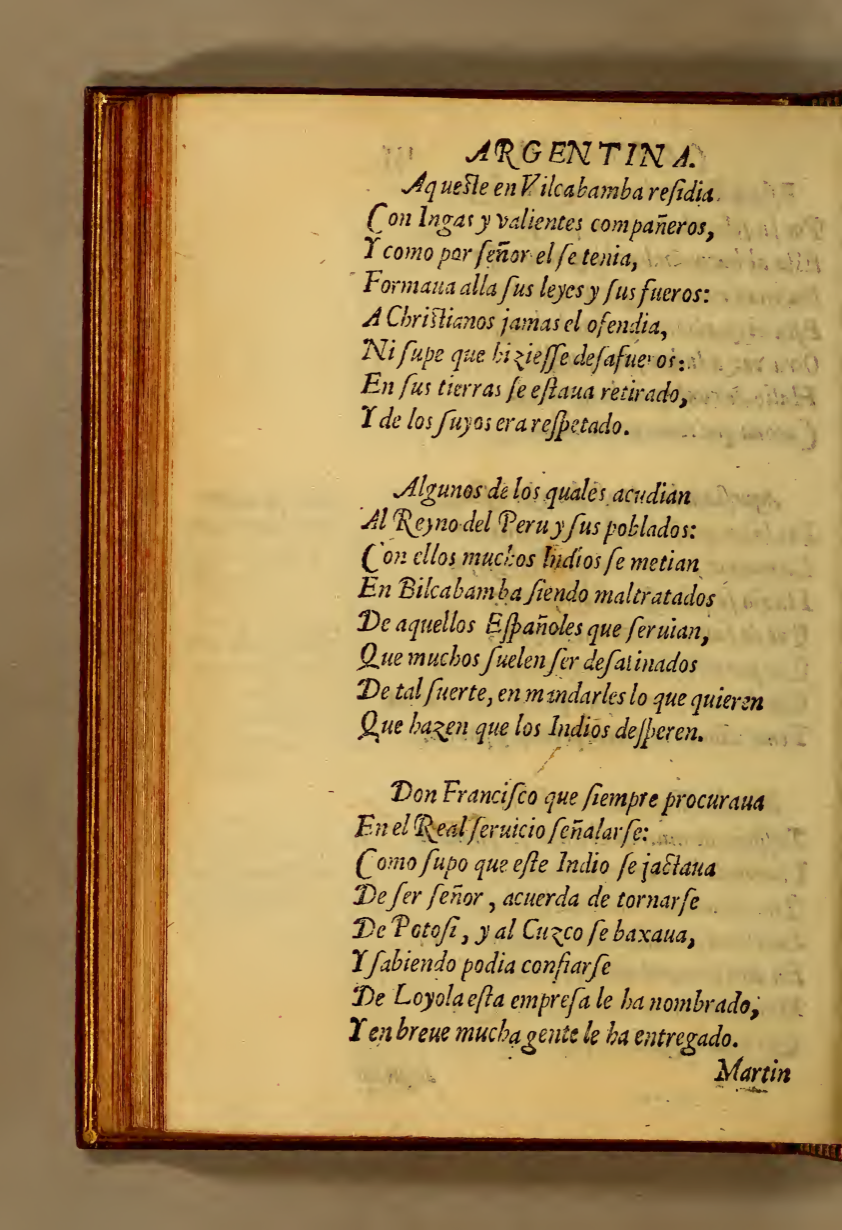 ARGENTINA.
Aqueſte en Vilcabamba reſidia.
Con Ingas y valientes compañeros,
Y como por ſeñor el ſe tenia,
Formaua alla ſus leyes y ſus fueros:
A Chriſtianos jamas el ofendia,
Ni ſupe que hizieſſe deſafueros:
En ſus tierras ſe eſtaua retirado,
Y de los ſuyos era reſpetado.

Algunos de los quales acudian
Al Reyno del Peru y ſus poblados:
Con ellos muchos Indios ſe metian
En Bilcabamba ſiendo maltratados
De aquellos Eſpañoles que ſeruian,
Que muchos ſuelen ſer deſatinados
De tal ſuerte, en mandarles lo que quieren
Que hazen que los Indios deſperen.

Don Franciſco que ſiempre procuraua
En el Real ſeruicio ſeñalarſe:
Como ſupo que eſte Indio ſe jactaua
De ſer ſeñor, acuerda de tornarſe
De Potoſi, y al Cuzco ſe baxaua,
Y ſabiendo podia confiarſe
De Loyola eſta empreſa le ha nombrado,
Y en breue mucha gente le ha entregado.
Martin